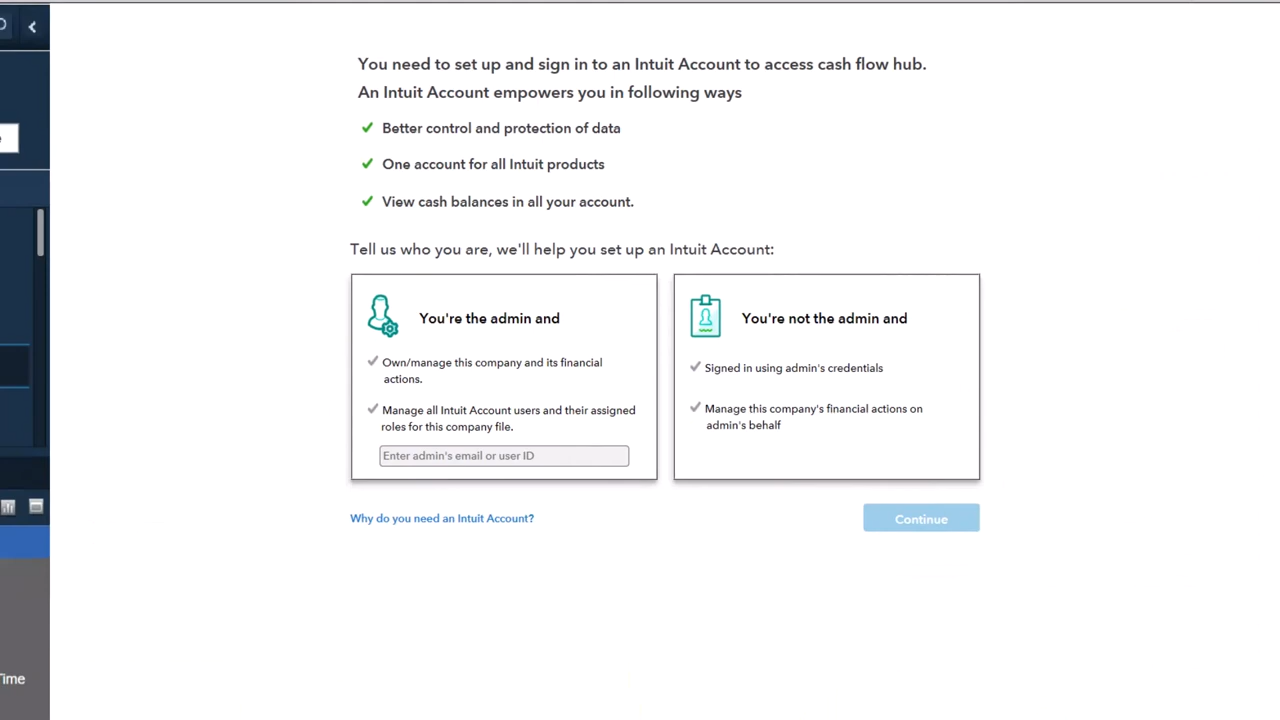 You need to set up and sign in to an Intuit Account to access cash flow hub.
An Intuit Account empowers you in following ways
Better control and protection of data
One account for all Intuit products
View cash balances in all your account.
Tell us who you are, we'll help you set up an Intuit Account:
You're the admin and
Own/manage this company and its financial
actions.
Manage all Intuit Account users and their assigned
roles for this company file.
Enter admin's email or user ID
You're not the admin and
Signed in using admin's credentials
Manage this company's financial actions on
admin's behalf
Why do you need an Intuit Account?
Continue
Time